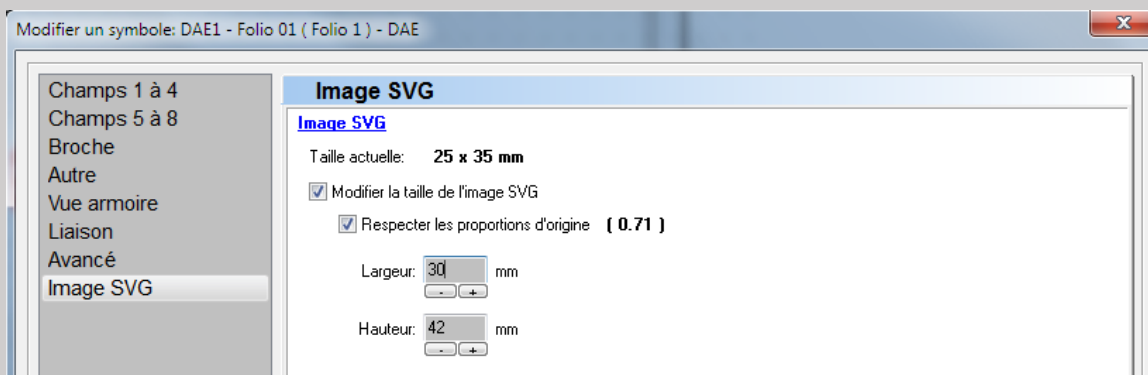 Modifier un symbole: DAE1 - Folio 01 ( Folio 1 ) - DAE
Champs 1 à 4
Champs 5 à 8
Broche
Autre
Vue armoire
Liaison
Avancé
Image SVG
Image SVG
Image SVG
Taille actuelle: 25 x 35 mm
Modifier la taille de l'image SVG
Respecter les proportions d'origine ( 0.71 )
Largeur: 30 mm
- +
Hauteur: 42 mm
- +